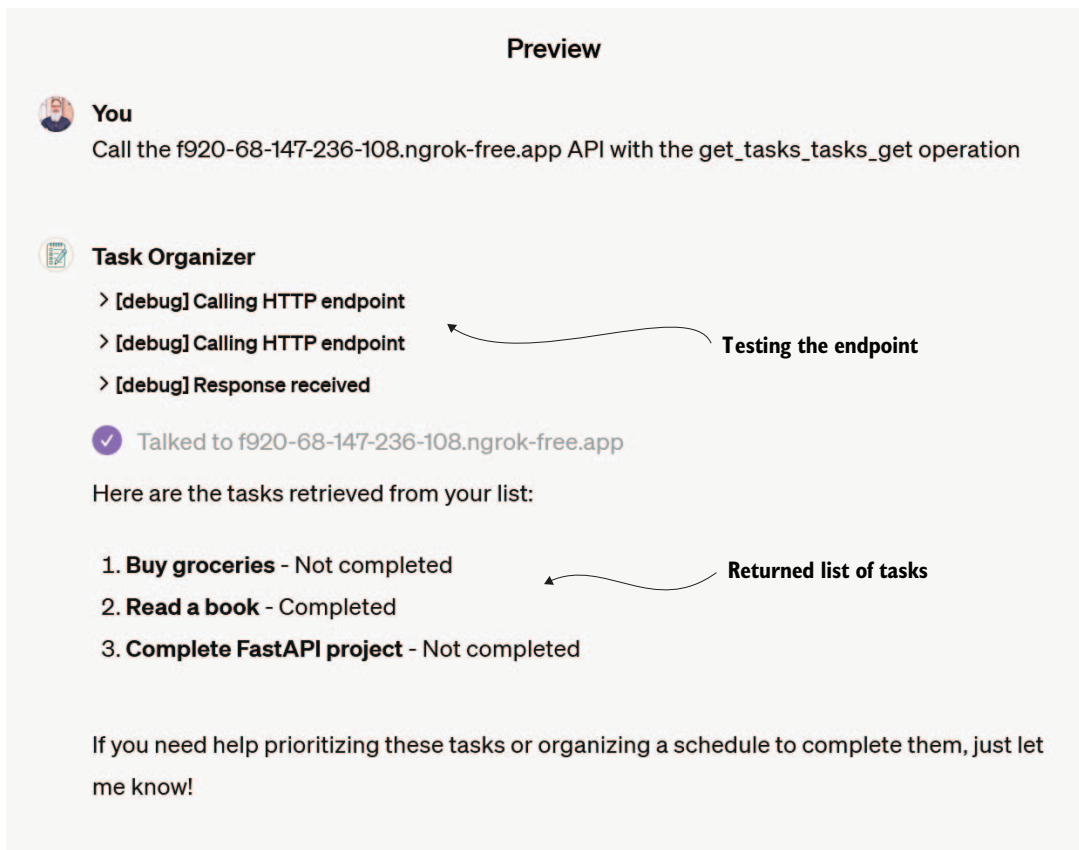 Preview
You
Call the f920-68-147-236-108.ngrok-free.app API with the get_tasks_tasks_get operation
Task Organizer
> [debug] Calling HTTP endpoint
> [debug] Calling HTTP endpoint
Testing the endpoint
> [debug] Response received
Talked to f920-68-147-236-108.ngrok-free.app
Here are the tasks retrieved from your list:
1. Buy groceries - Not completed
Returned list of tasks
2. Read a book - Completed
3. Complete FastAPI project - Not completed
If you need help prioritizing these tasks or organizing a schedule to complete them, just let
me know!